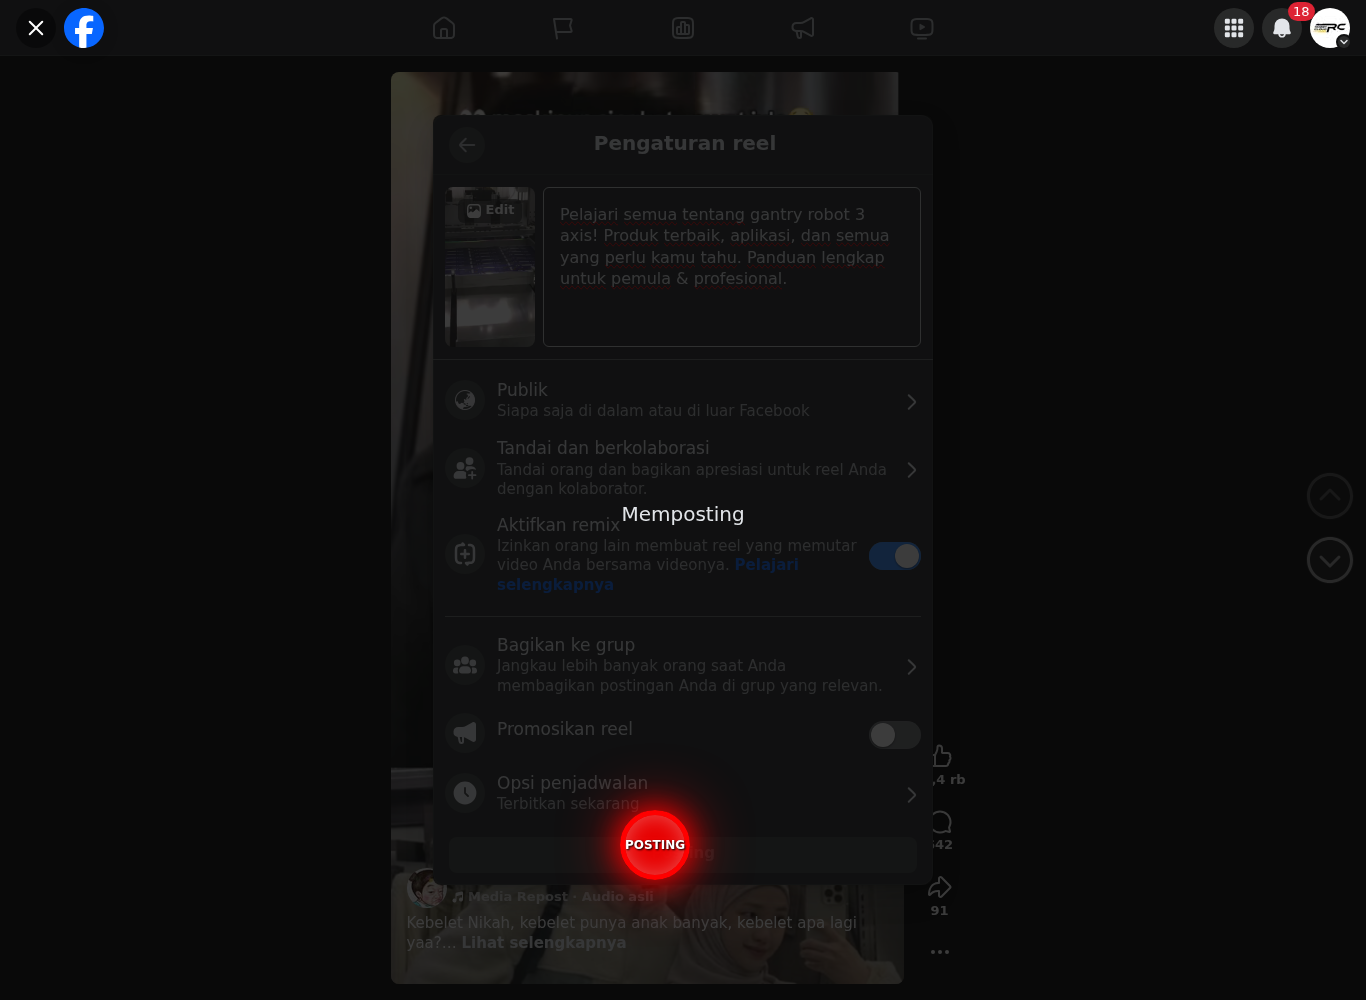 18
RC
Pengaturan reel
Edit
Pelajari semua tentang gantry robot 3
axis! Produk terbaik, aplikasi, dan semua
yang perlu kamu tahu. Panduan lengkap
untuk pemula & profesional.
Publik
Siapa saja di dalam atau di luar Facebook
Tandai dan berkolaborasi
Tandai orang dan bagikan apresiasi untuk reel Anda
dengan kolaborator.
Memposting
Aktifkan remix
Izinkan orang lain membuat reel yang memutar
video Anda bersama videonya. Pelajari
selengkapnya
Bagikan ke grup
Jangkau lebih banyak orang saat Anda
membagikan postingan Anda di grup yang relevan.
Promosikan reel
Opsi penjadwalan
Terbitkan sekarang
POSTING
,4 rb
91
Media Repost · Audio asli
Kebelet Nikah, kebelet punya anak banyak, kebelet apa lagi
yaa?... Lihat selengkapnya